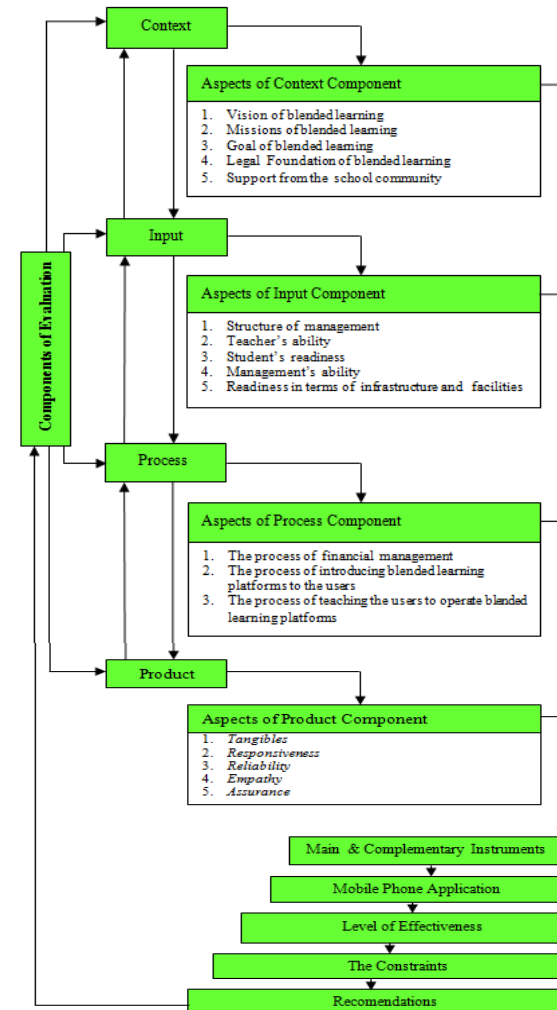 Context
Aspects of Context Component
1. Vision of blended learning
2. Missions of blended learning
3. Goal of blended learning
4. Legal Foundation of blended learning
5. Support from the school community
Input
Components of Evaluation
Aspects of Input Component
1. Structure of management
2. Teacher's ability
3. Student's readiness
4. Management's ability
5. Readiness in terms of infrastructure and facilities
Process
Aspects of Process Component
1. The process of financial management
2. The process of introducing blended learning
platforms to the users
3. The process of teaching the users to operate blended
learning platforms
Product
Aspects of Product Component
1. Tangibles
2. Responsiveness
3. Reliability
4. Empathy
5. Assurance
Main & Complementary Instruments
Mobile Phone Application
Level of Effectiveness
The Constraints
Recomendations